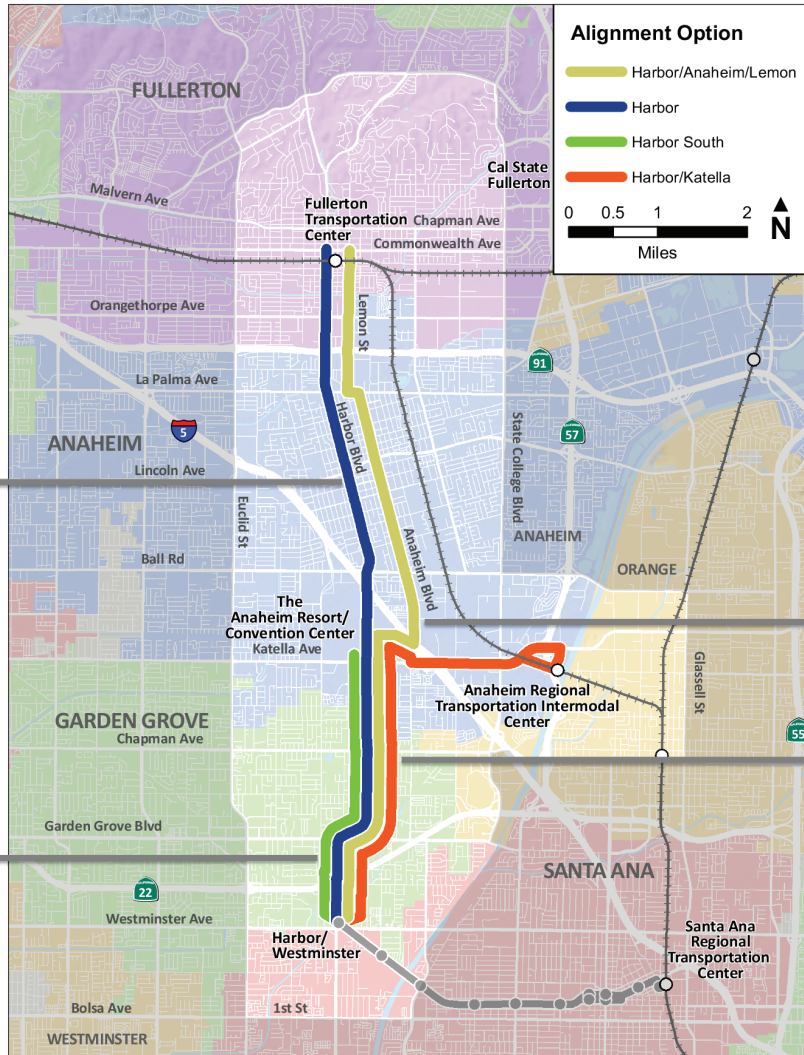 Alignment Option
Harbor/Anaheim/Lemon
Harbor
Harbor South
Harbor/Katella
0 0.5 1 2
Miles
N
FULLERTON
Cal State
Fullerton
Malvern Ave
Fullerton
Transportation
Center
Chapman Ave
Commonwealth Ave
Orangethorpe Ave
Lemon St
La Palma Ave
CALIFORNIA
91
Harbor Blvd
State College Blvd
5
CALIFORNIA
57
ANAHEIM
Lincoln Ave
Euclid St
Anaheim Blvd
ANAHEIM
Ball Rd
ORANGE
The
Anaheim Resort/
Convention Center
Katella Ave
Glassell St
Anaheim Regional
Transportation Intermodal
Center
GARDEN GROVE
Chapman Ave
55
Garden Grove Blvd
SANTA ANA
CALIFORNIA
22
Westminster Ave
Harbor/
Westminster
Santa Ana
Regional
Transportation
Center
Bolsa Ave
1st St
WESTMINSTER